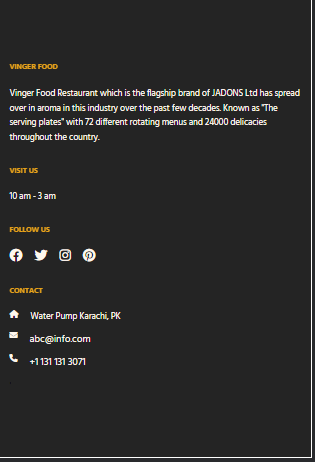 VINGER FOOD
Vinger Food Restaurant which is the flagship brand of JADONS Ltd has spread
over in aroma in this industry over the past few decades. Known as "The
serving plates" with 72 different rotating menus and 24000 delicacies
throughout the country.
VISIT US
10 am - 3 am
FOLLOW US
CONTACT
Water Pump Karachi, PK
abc@info.com
+1 131 131 3071